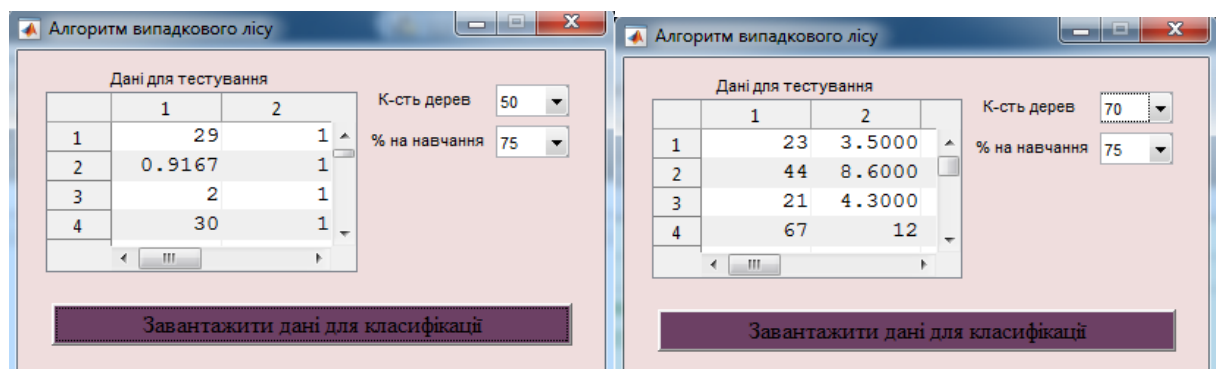 Алгоритм випадкового лісу
Дані для тестування
К-сть дерев 50
% на навчання 75
1 2
1 29 1
2 0.9167 1
3 2 1
4 30 1
Завантажити дані для класифікації
Алгоритм випадкового лісу
Дані для тестування
К-сть дерев 70
% на навчання 75
1 2
1 23 3.5000
2 44 8.6000
3 21 4.3000
4 67 12
Завантажити дані для класифікації